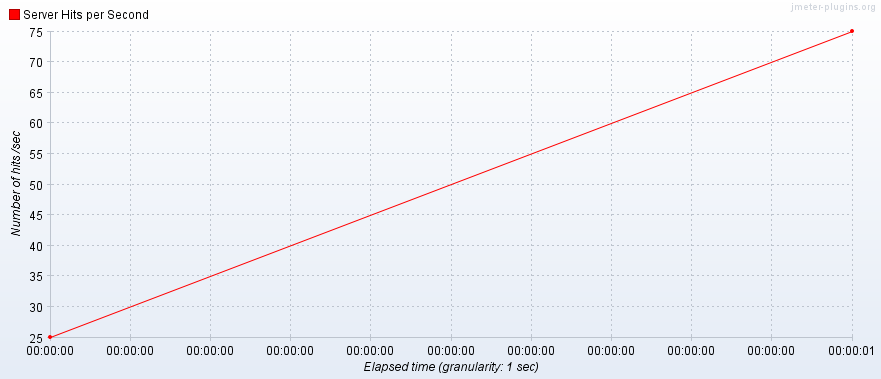 jmeter-plugins.org
Server Hits per Second
75
70
65
60
55
50
45
40
35
30
25
Number of hits /sec
00:00:00 00:00:00 00:00:00 00:00:00 00:00:00 00:00:00 00:00:00 00:00:00 00:00:00 00:00:00 00:00:01
Elapsed time (granularity: 1 sec)